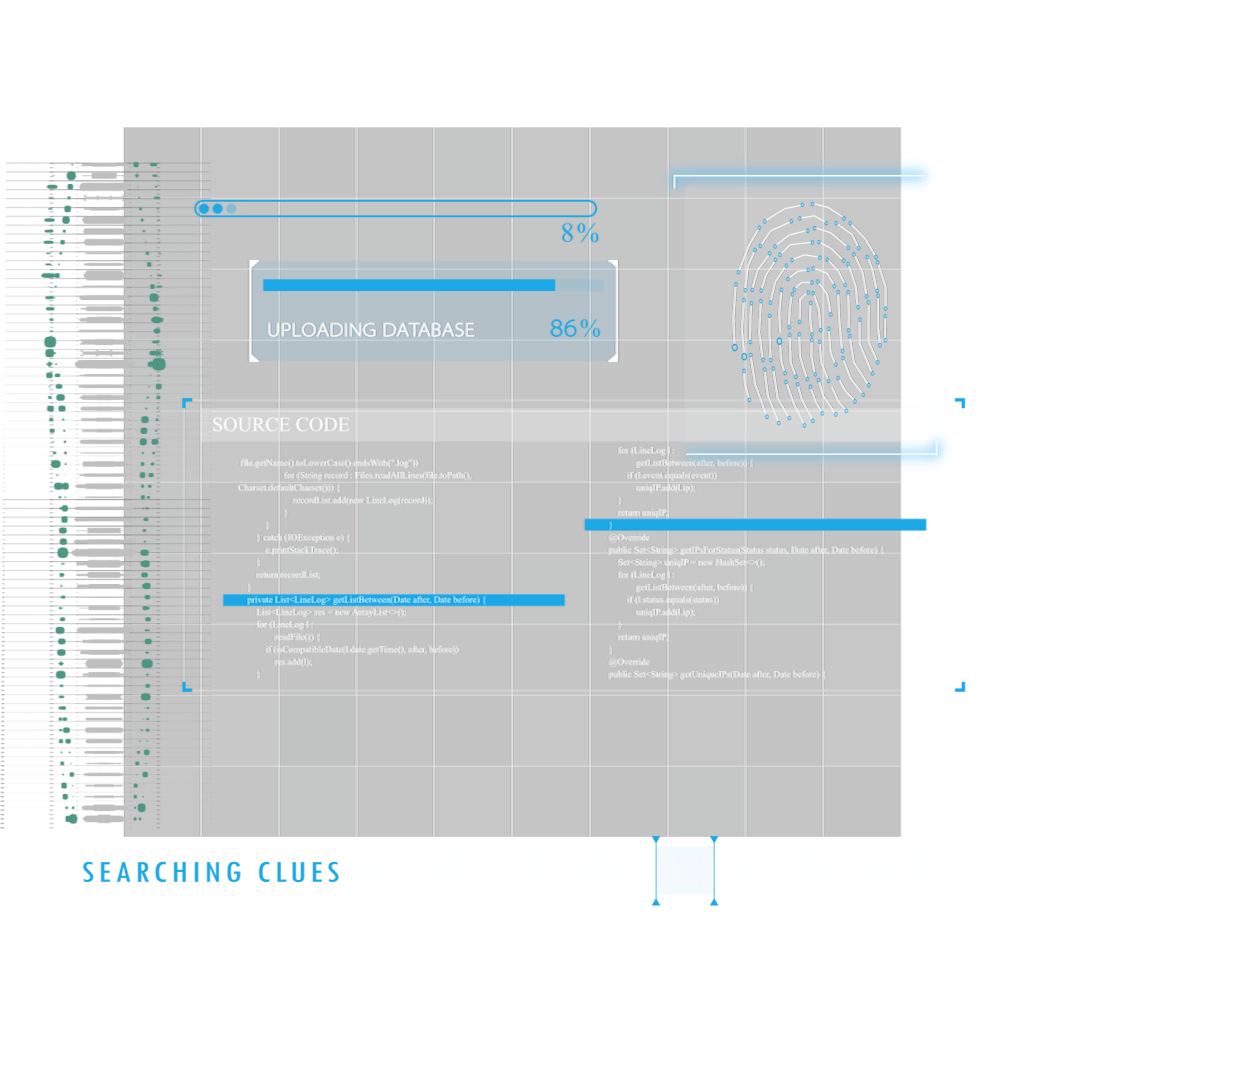 8%
UPLOADING DATABASE 86%
SOURCE CODE
file.getName().toLowerCase().endsWith(".log"))
for (String record : Files.readAllLines(file.toPath(),
Charset.defaultCharset())) {
recordList.add(new LineLog(record));
}
}
} catch (IOException e) {
e.printStackTrace();
}
return recordList;
}
private List<LineLog> getListBetween(Date after, Date before) {
List<LineLog> res = new ArrayList<>();
for (LineLog l :
readFile()) {
if (isCompatibleDate(l.date.getTime(), after, before))
res.add(l);
}
for (LineLog l :
getListBetween(after, before)) {
if (l.event.equals(event))
uniqIP.add(l.ip);
}
return uniqIP;
}
@Override
public Set<String> getIPsForStatus(Status status, Date after, Date before) {
Set<String> uniqIP = new HashSet<>();
for (LineLog l :
getListBetween(after, before)) {
if (l.status.equals(status))
uniqIP.add(l.ip);
}
return uniqIP;
}
@Override
public Set<String> getUniqueIPs(Date after, Date before) {
SEARCHING CLUES